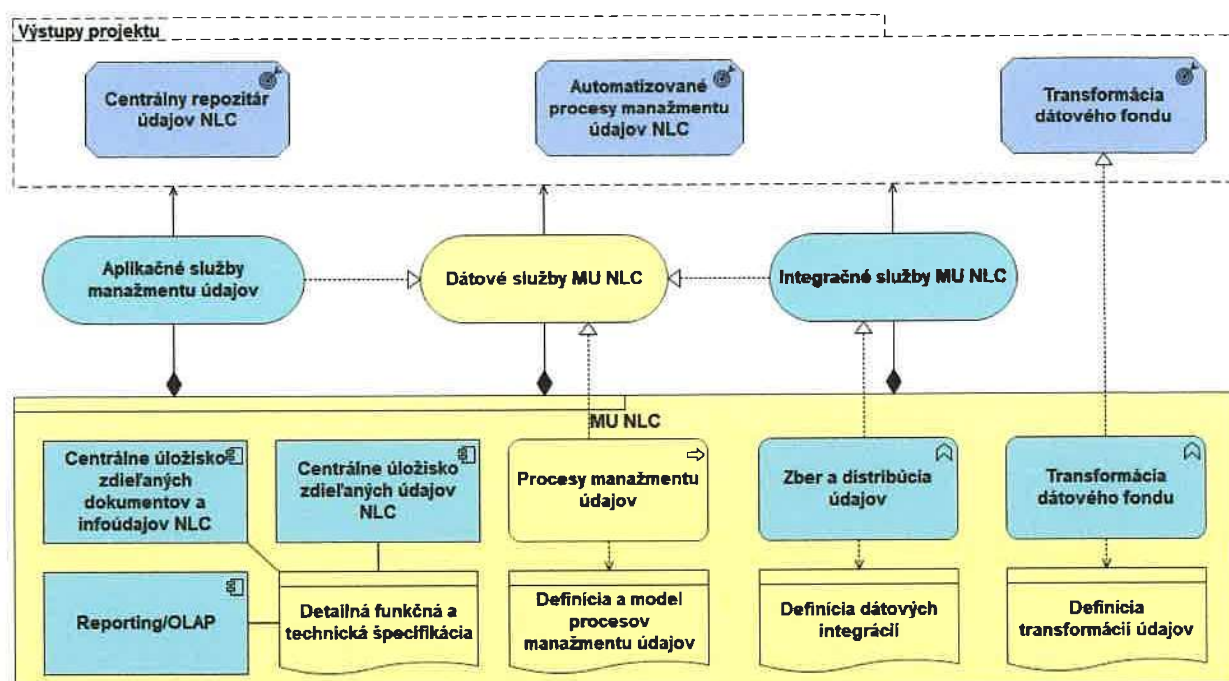 Výstupy projektu
Centrálny repozitár
údajov NLC
Automatizované
procesy manažmentu
údajov NLC
Transformácia
dátového fondu
Aplikačné služby
manažmentu údajov
Dátové služby MU NLC
Integračné služby MU NLC
MU NLC
Centrálne úložisko
zdieľaných
dokumentov a
infoúdajov NLC
Centrálne úložisko
zdieľaných údajov
NLC
Procesy manažmentu
údajov
Zber a distribúcia
údajov
Transformácia
dátového fondu
Reporting/OLAP
Detailná funkčná a
technická špecifikácia
Definícia a model
procesov
manažmentu údajov
Definícia dátových
integrácií
Definícia
transformácií údajov